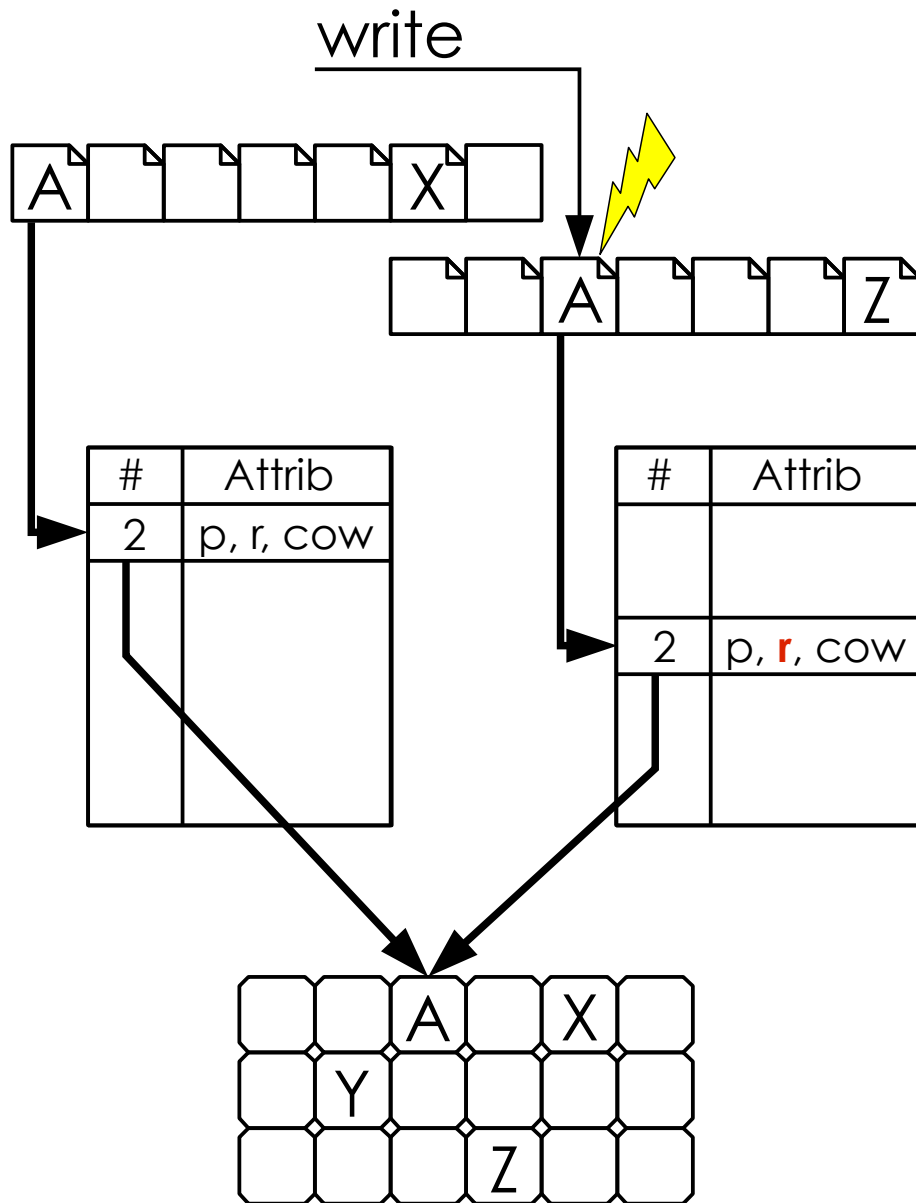 write
A X
A Z
# Attrib
2 p, r, cow
# Attrib
2 p, r, cow
A X
Y
Z